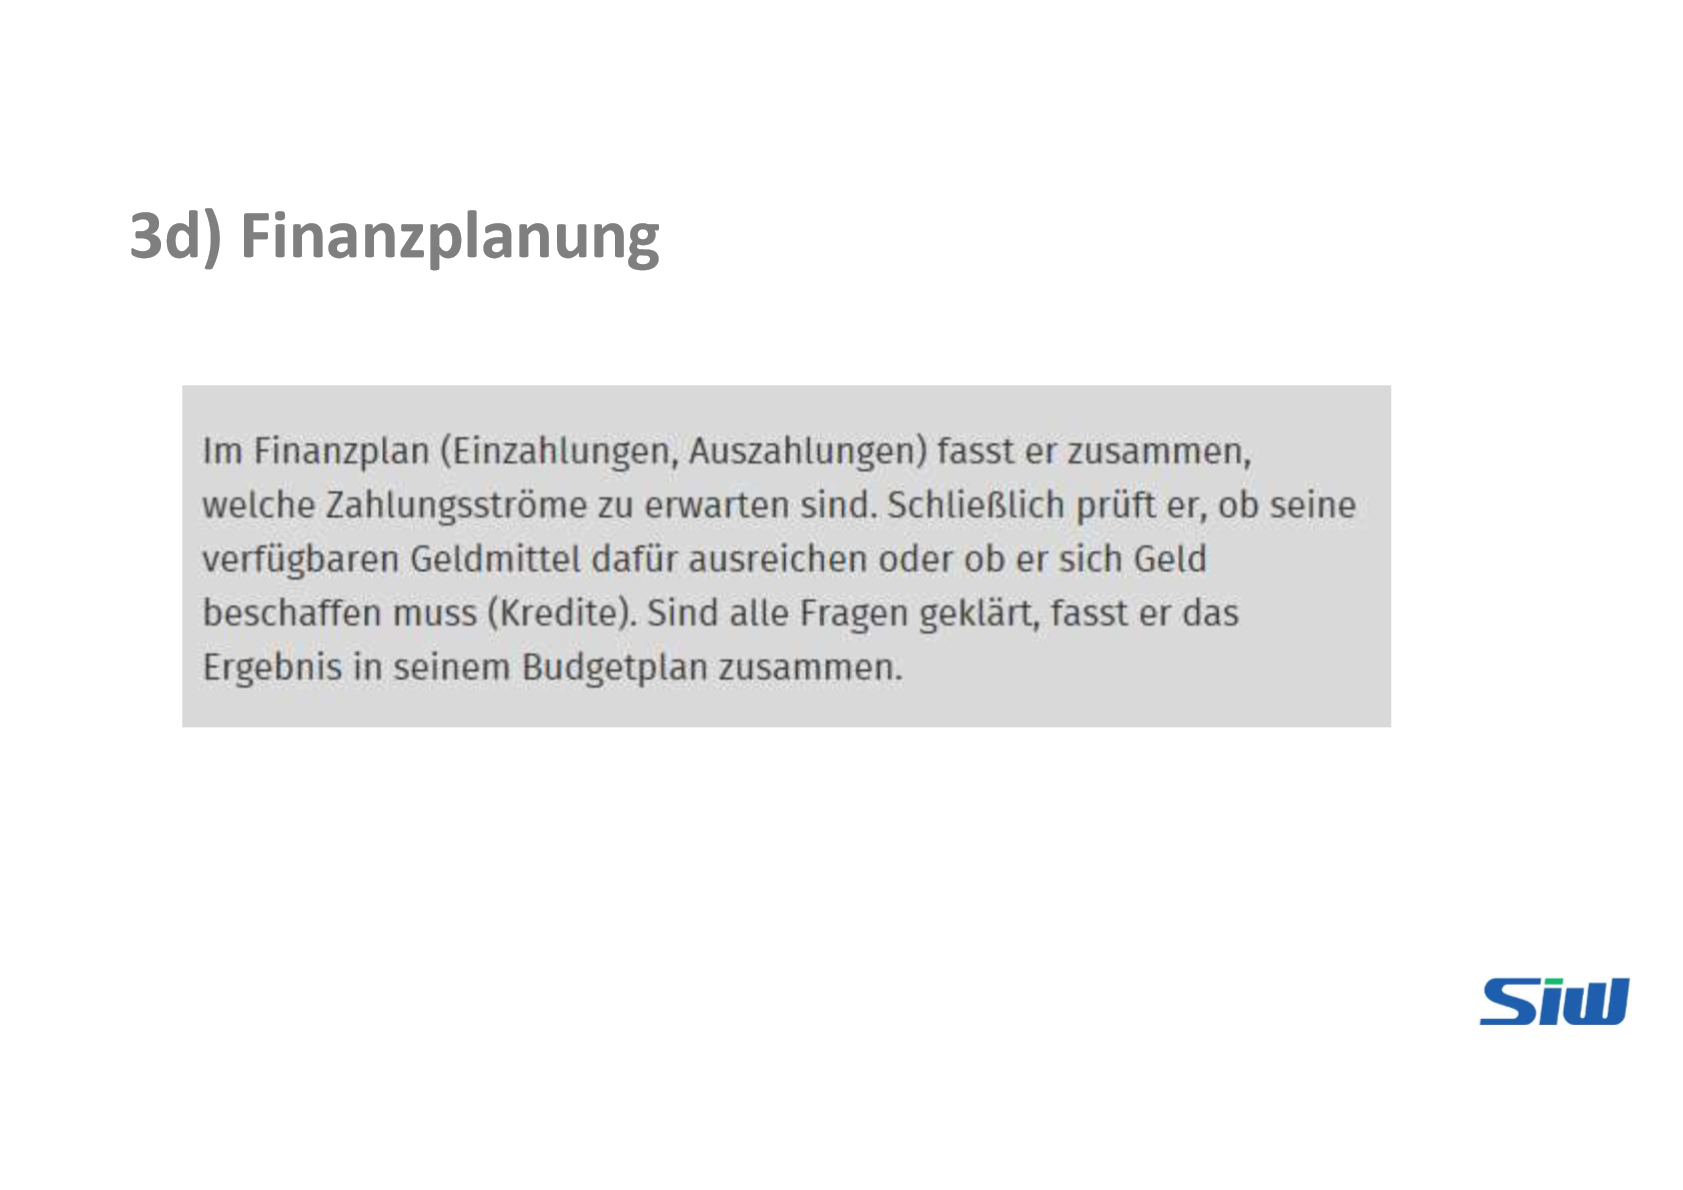 3d) Finanzplanung
Im Finanzplan (Einzahlungen, Auszahlungen) fasst er zusammen,
welche Zahlungsströme zu erwarten sind. Schließlich prüft er, ob seine
verfügbaren Geldmittel dafür ausreichen oder ob er sich Geld
beschaffen muss (Kredite). Sind alle Fragen geklärt, fasst er das
Ergebnis in seinem Budgetplan zusammen.
Siw